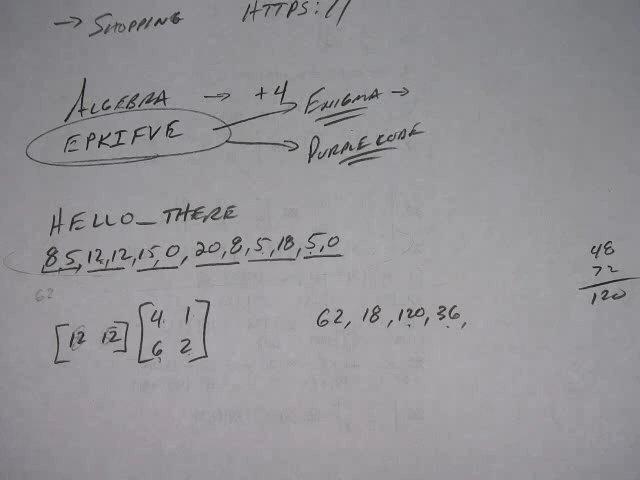 → SHOPPING HTTPS://
ALGEBRA → +4 ENIGMA →
EPKIFVE PURPLE CODE
HELLO_THERE
8,5,12,12,15,0,20,8,5,18,5,0
62
48
72
120
[12 12] [4 1
6 2]
62, 18, 120, 36,